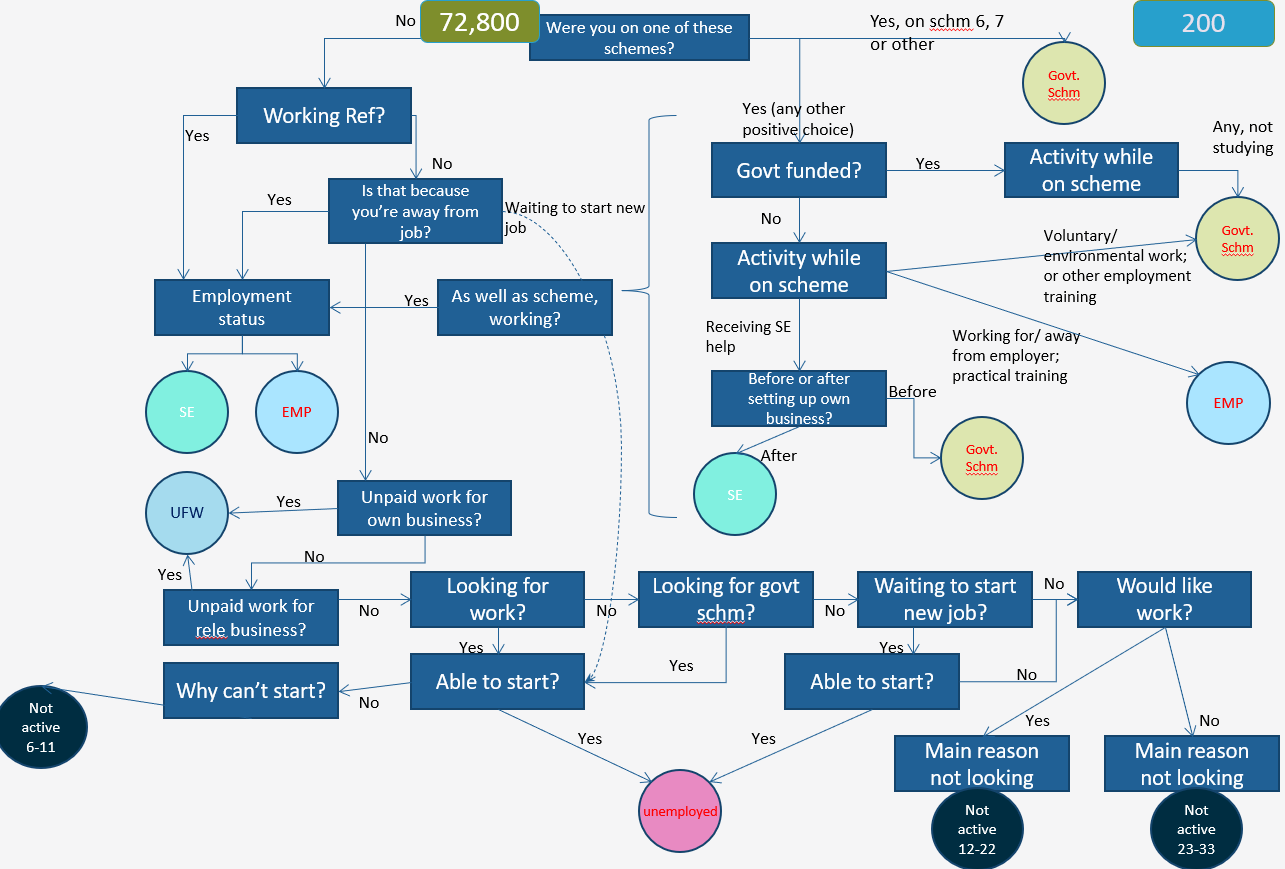 No
72,800
Were you on one of these
schemes?
Yes, on schm 6, 7
or other
200
Govt.
Schm
Working Ref?
Yes
No
Yes (any other
positive choice)
Govt funded?
Yes
Activity while
on scheme
Any, not
studying
Is that because
you're away from
job?
Yes
Waiting to start new
job
No
Govt.
Schm
Activity while
on scheme
Voluntary/
environmental work;
or other employment
training
Employment
status
Yes
As well as scheme,
working?
Receiving SE
help
Working for/ away
from employer;
practical training
SE
EMP
Before or after
setting up own
business?
Before
EMP
No
After
Govt.
Schm
SE
UFW
Yes
Unpaid work for
own business?
No
Yes
Unpaid work for
rele business?
No
Looking for
work?
No
Looking for govt
schm?
No
Waiting to start
new job?
No
Would like
work?
Yes
Yes
Yes
Why can't start?
No
Able to start?
Able to start?
No
Not
active
6-11
Yes
Yes
Yes
No
Main reason
not looking
Main reason
not looking
unemployed
Not
active
12-22
Not
active
23-33